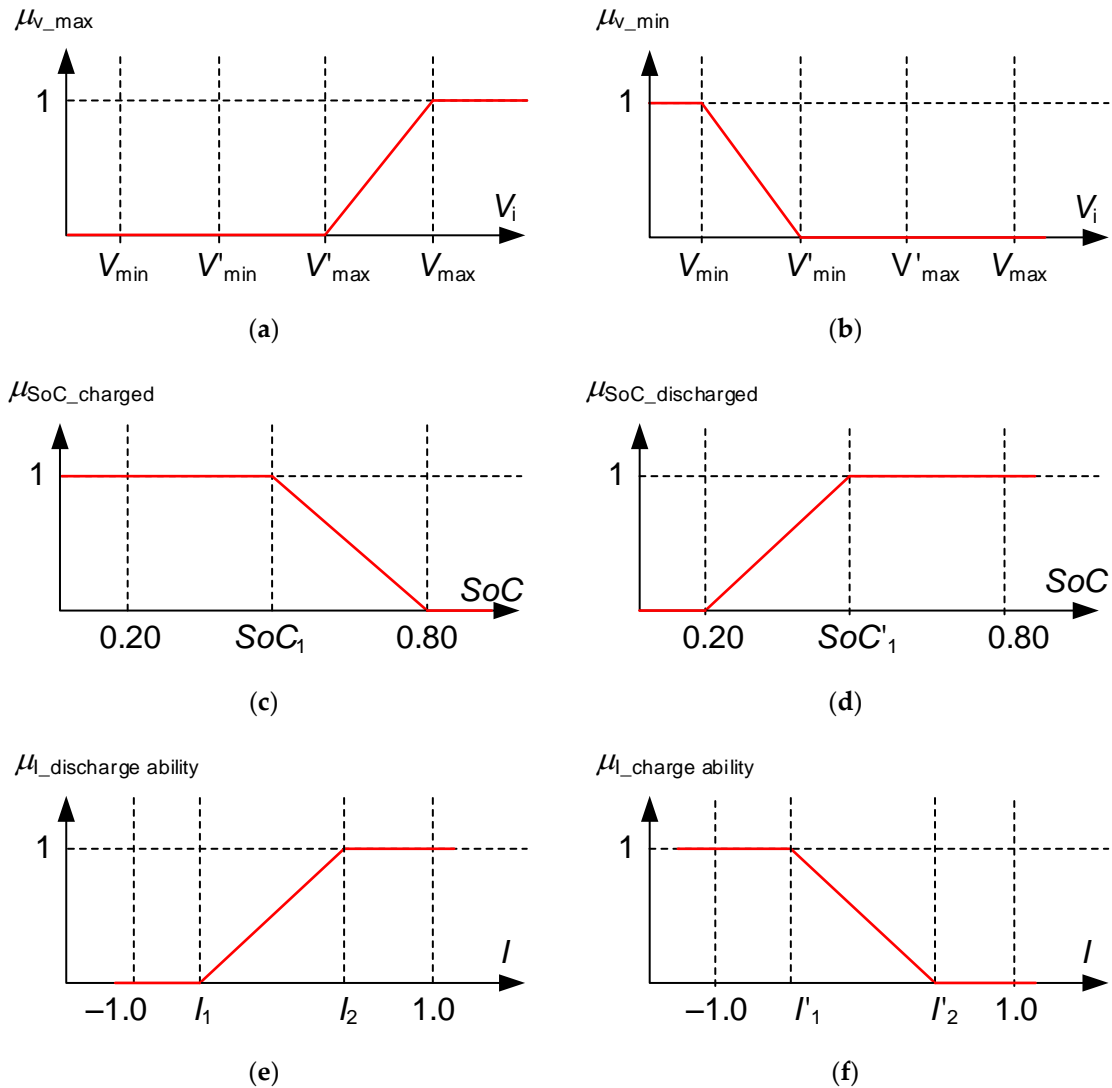 μv_max
1
Vi
Vmin V'min V'max Vmax
(a)
μv_min
1
Vi
Vmin V'min V'max Vmax
(b)
μSoC_charged
1
SoC
0.20 SoC1 0.80
(c)
μSoC_discharged
1
SoC
0.20 SoC'1 0.80
(d)
μI_discharge ability
1
I
–1.0 I1 I2 1.0
(e)
μI_charge ability
1
I
–1.0 I'1 I'2 1.0
(f)